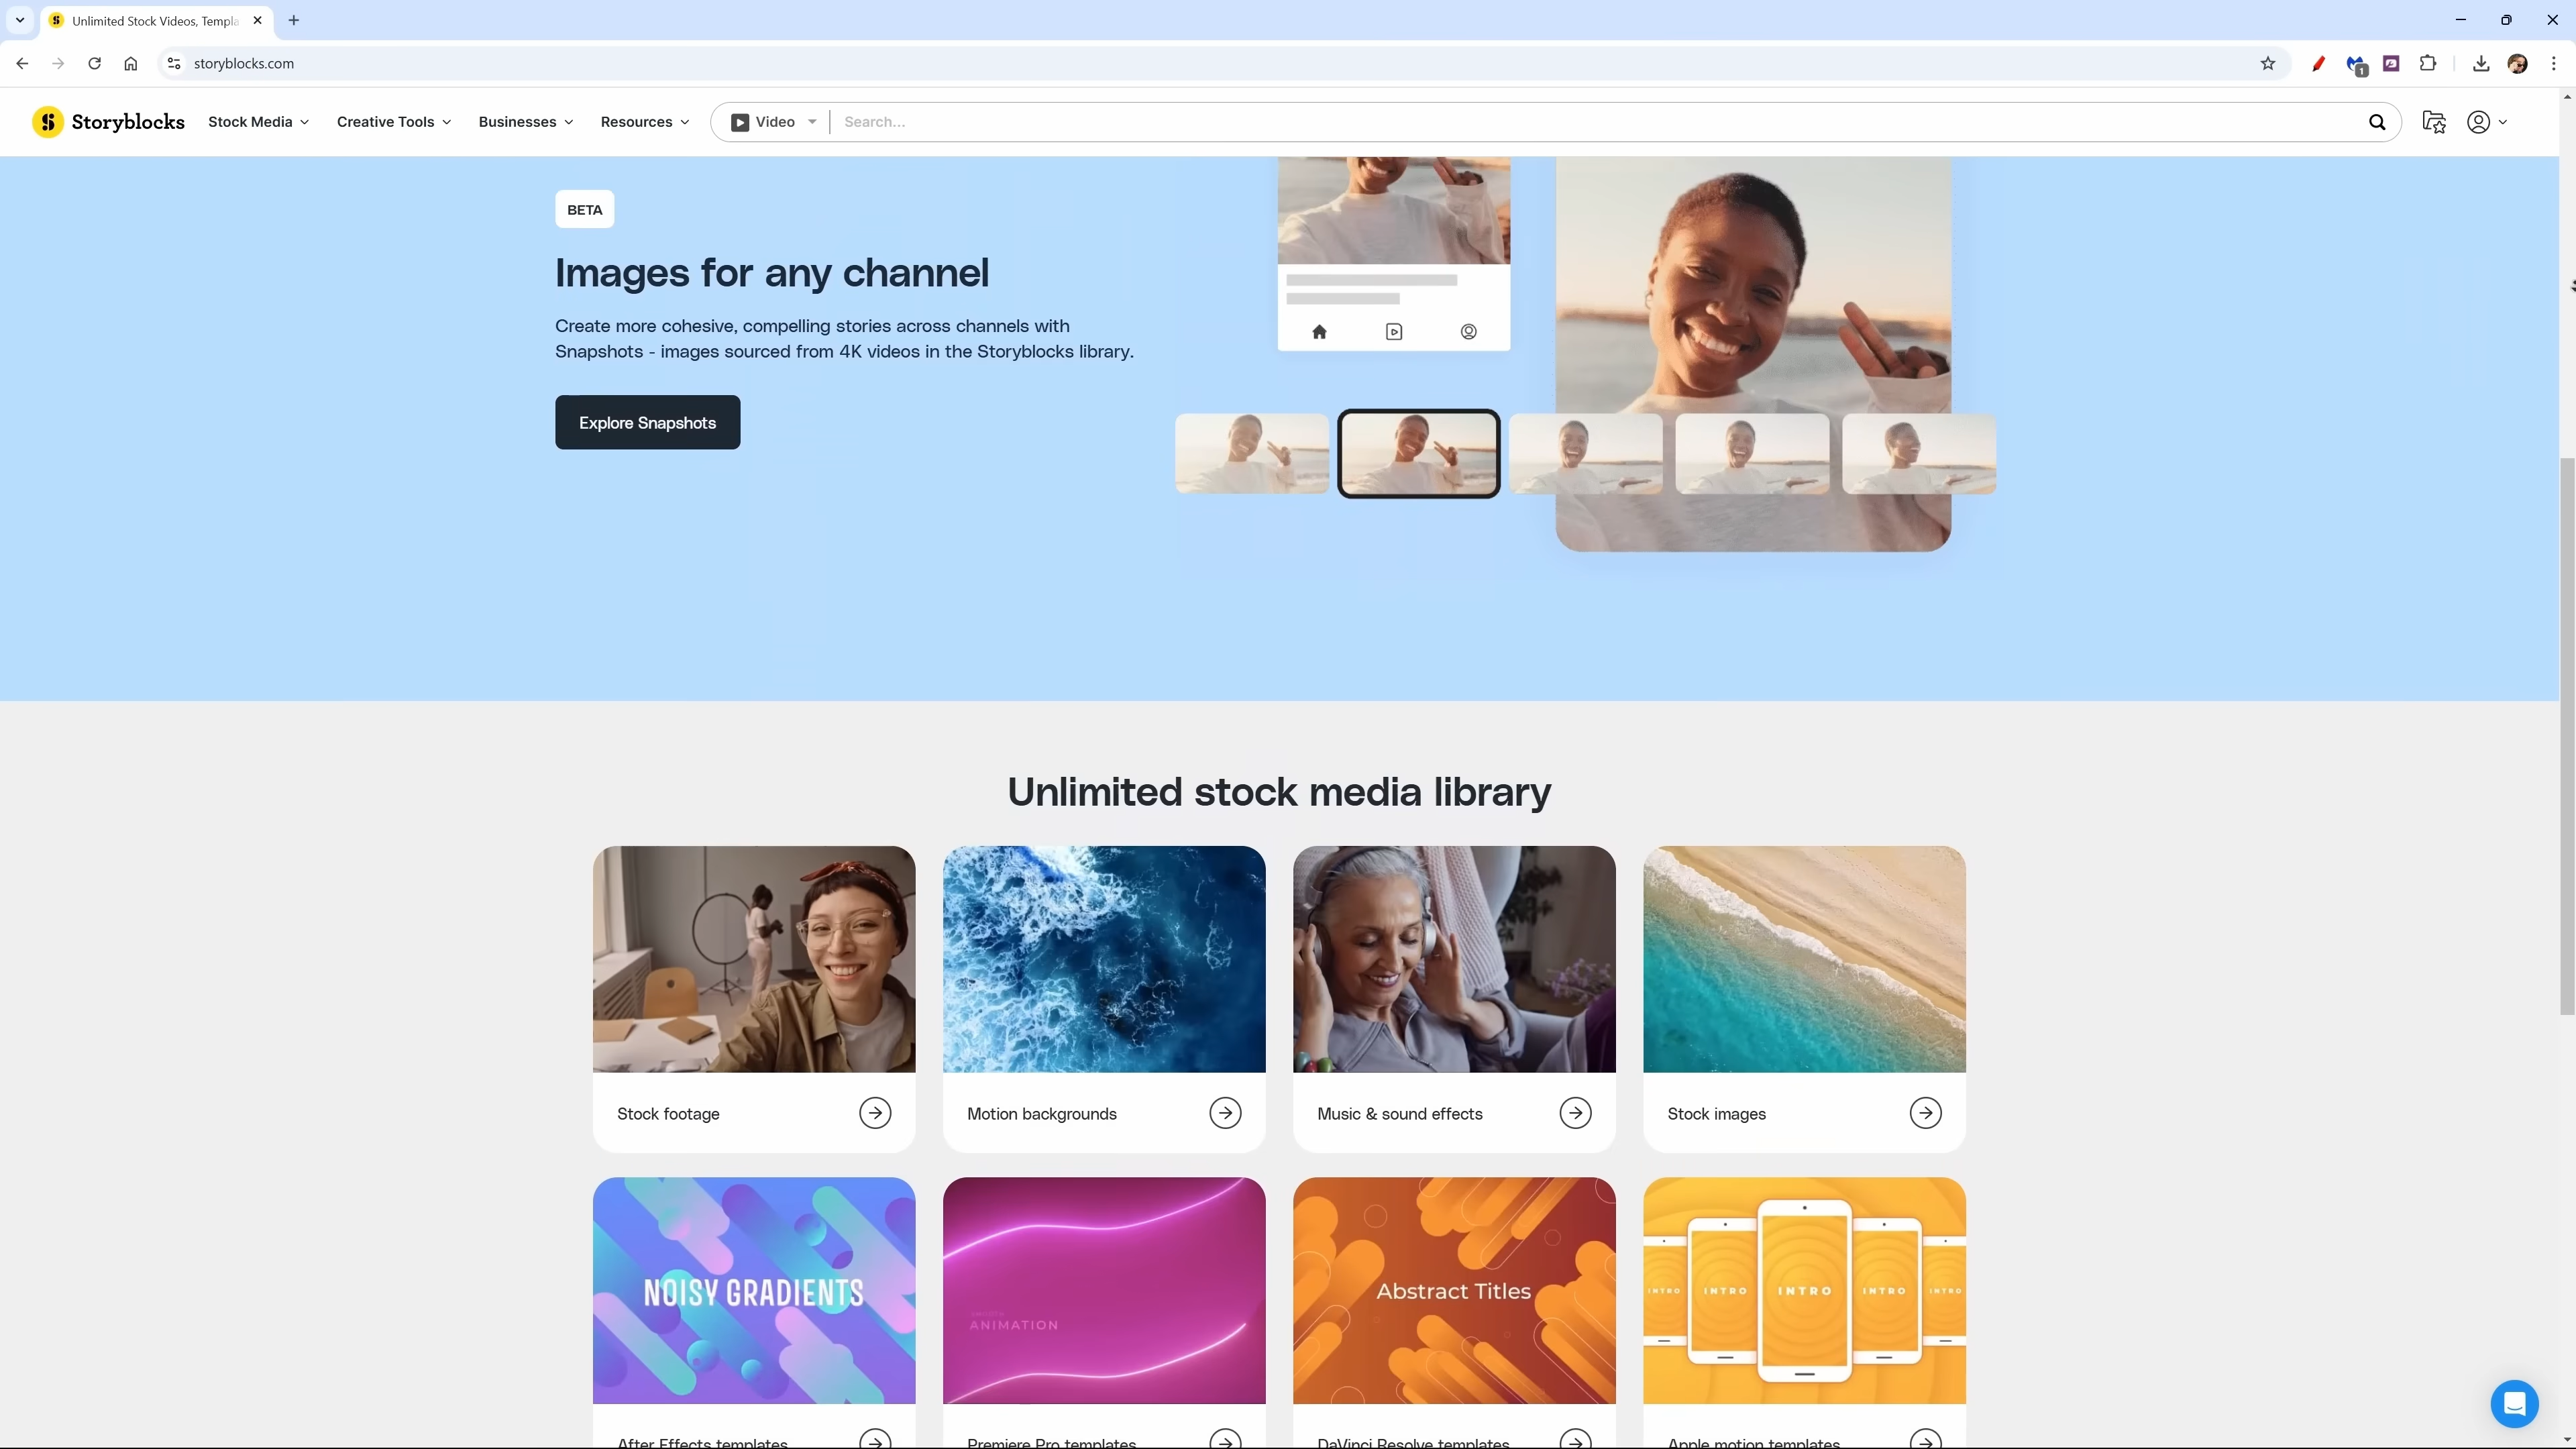 Unlimited Stock Videos, Templa
storyblocks.com
1
Storyblocks
Stock Media
Creative Tools
Businesses
Resources
Video
Search...
BETA
Images for any channel
Create more cohesive, compelling stories across channels with
Snapshots - images sourced from 4K videos in the Storyblocks library.
Explore Snapshots
Unlimited stock media library
Stock footage
Motion backgrounds
Music & sound effects
Stock images
NOISY GRADIENTS
ANIMATION
Abstract Titles
INTRO
INTRO
INTRO
INTRO
INTRO
After Effects templates
Premiere Pro templates
DaVinci Resolve templates
Apple motion templates